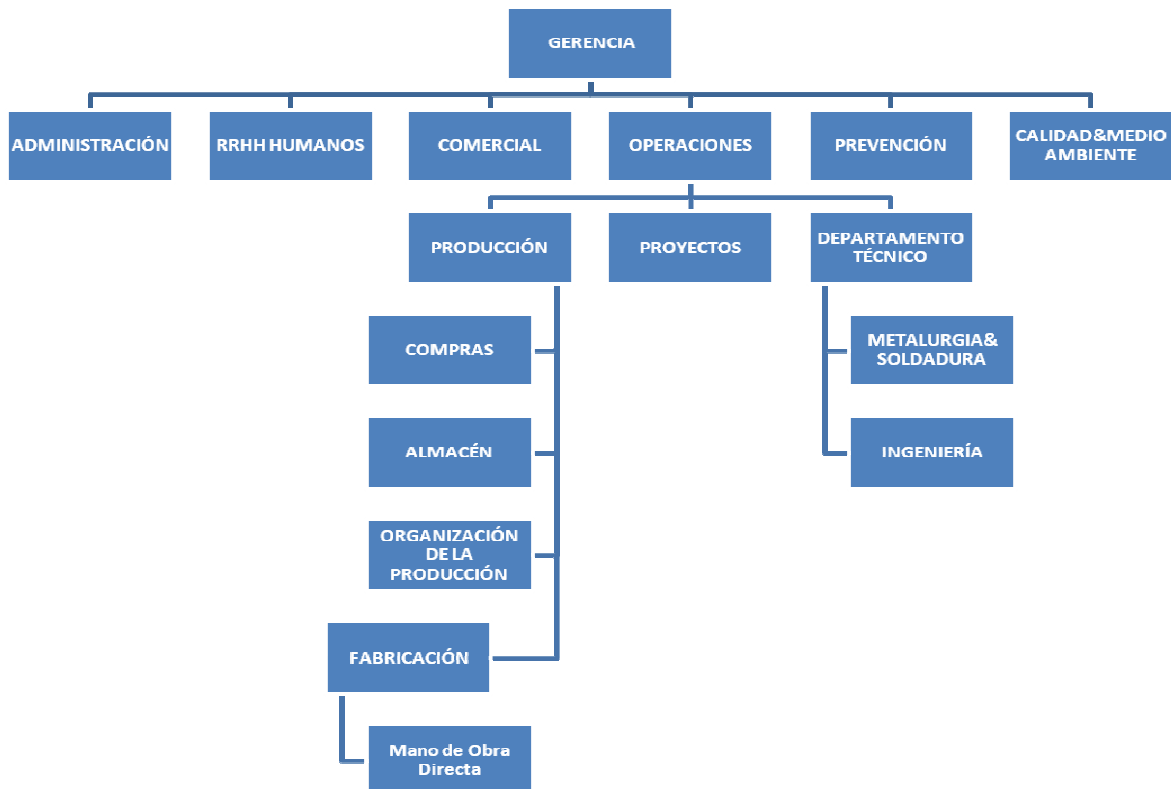 GERENCIA
ADMINISTRACIÓN
RRHH HUMANOS
COMERCIAL
OPERACIONES
PREVENCIÓN
CALIDAD&MEDIO
AMBIENTE
PRODUCCIÓN
PROYECTOS
DEPARTAMENTO
TÉCNICO
COMPRAS
METALURGIA&
SOLDADURA
ALMACÉN
INGENIERÍA
ORGANIZACIÓN
DE LA
PRODUCCIÓN
FABRICACIÓN
Mano de Obra
Directa